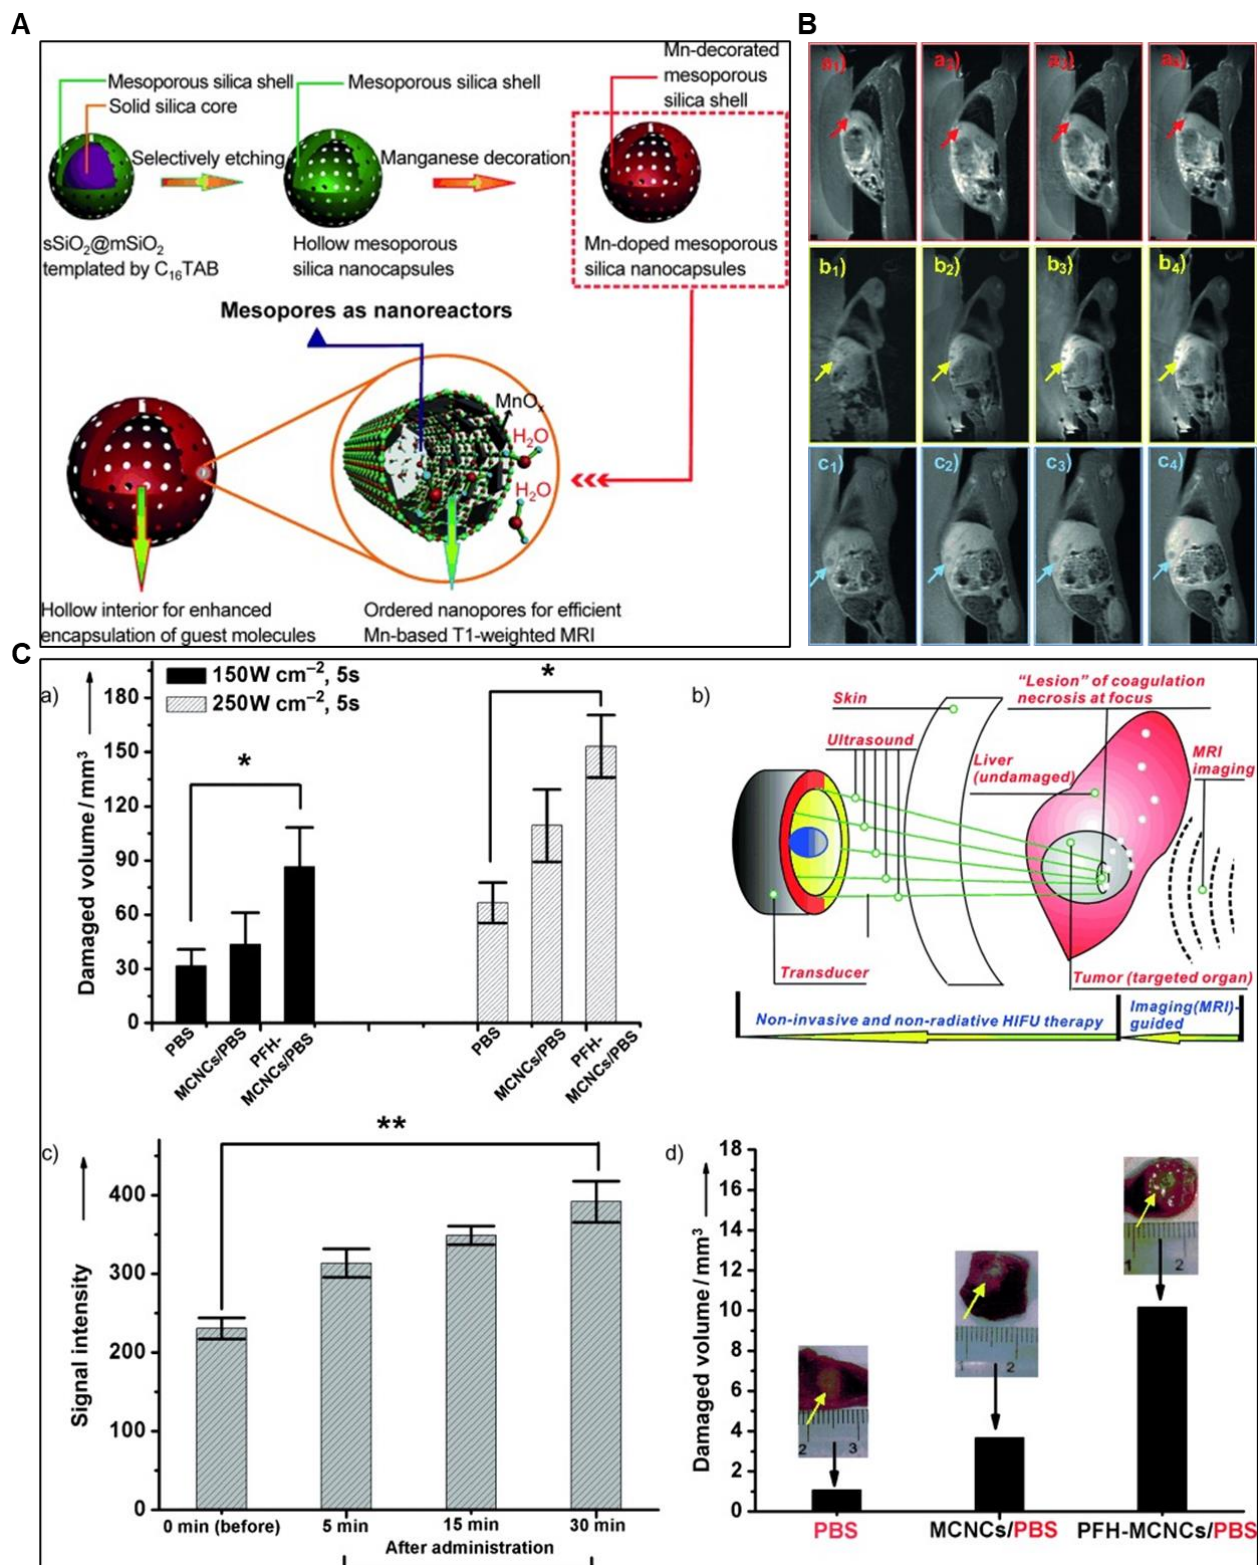 A
Mesoporous silica shell
Solid silica core
Mesoporous silica shell
Mn-decorated
mesoporous
silica shell
Selectively etching
Manganese decoration
sSiO₂@mSiO₂
templated by C₁₆TAB
Hollow mesoporous
silica nanocapsules
Mn-doped mesoporous
silica nanocapsules
Mesopores as nanoreactors
MnOₓ
H₂O
H₂O
Hollow interior for enhanced
encapsulation of guest molecules
Ordered nanopores for efficient
Mn-based T1-weighted MRI
B
a₁)
a₂)
a₃)
a₄)
b₁)
b₂)
b₃)
b₄)
c₁)
c₂)
c₃)
c₄)
C
a)
150W cm⁻², 5s
250W cm⁻², 5s
Damaged volume / mm³
180
150
120
90
60
30
0
*
*
PBS
MCNCs/PBS
PFH-
MCNCs/PBS
PBS
MCNCs/PBS
PFH-
MCNCs/PBS
b)
Skin
"Lesion" of coagulation
necrosis at focus
Ultrasound
Liver
(undamaged)
MRI
imaging
Transducer
Tumor (targeted organ)
Non-invasive and non-radiative HIFU therapy
Imaging(MRI)-
guided
c)
**
Signal intensity
400
300
200
100
0
0 min (before)
5 min
15 min
30 min
After administration
d)
Damaged volume / mm³
18
16
14
12
10
8
6
4
2
0
2
3
1
2
1
2
PBS
MCNCs/PBS
PFH-MCNCs/PBS